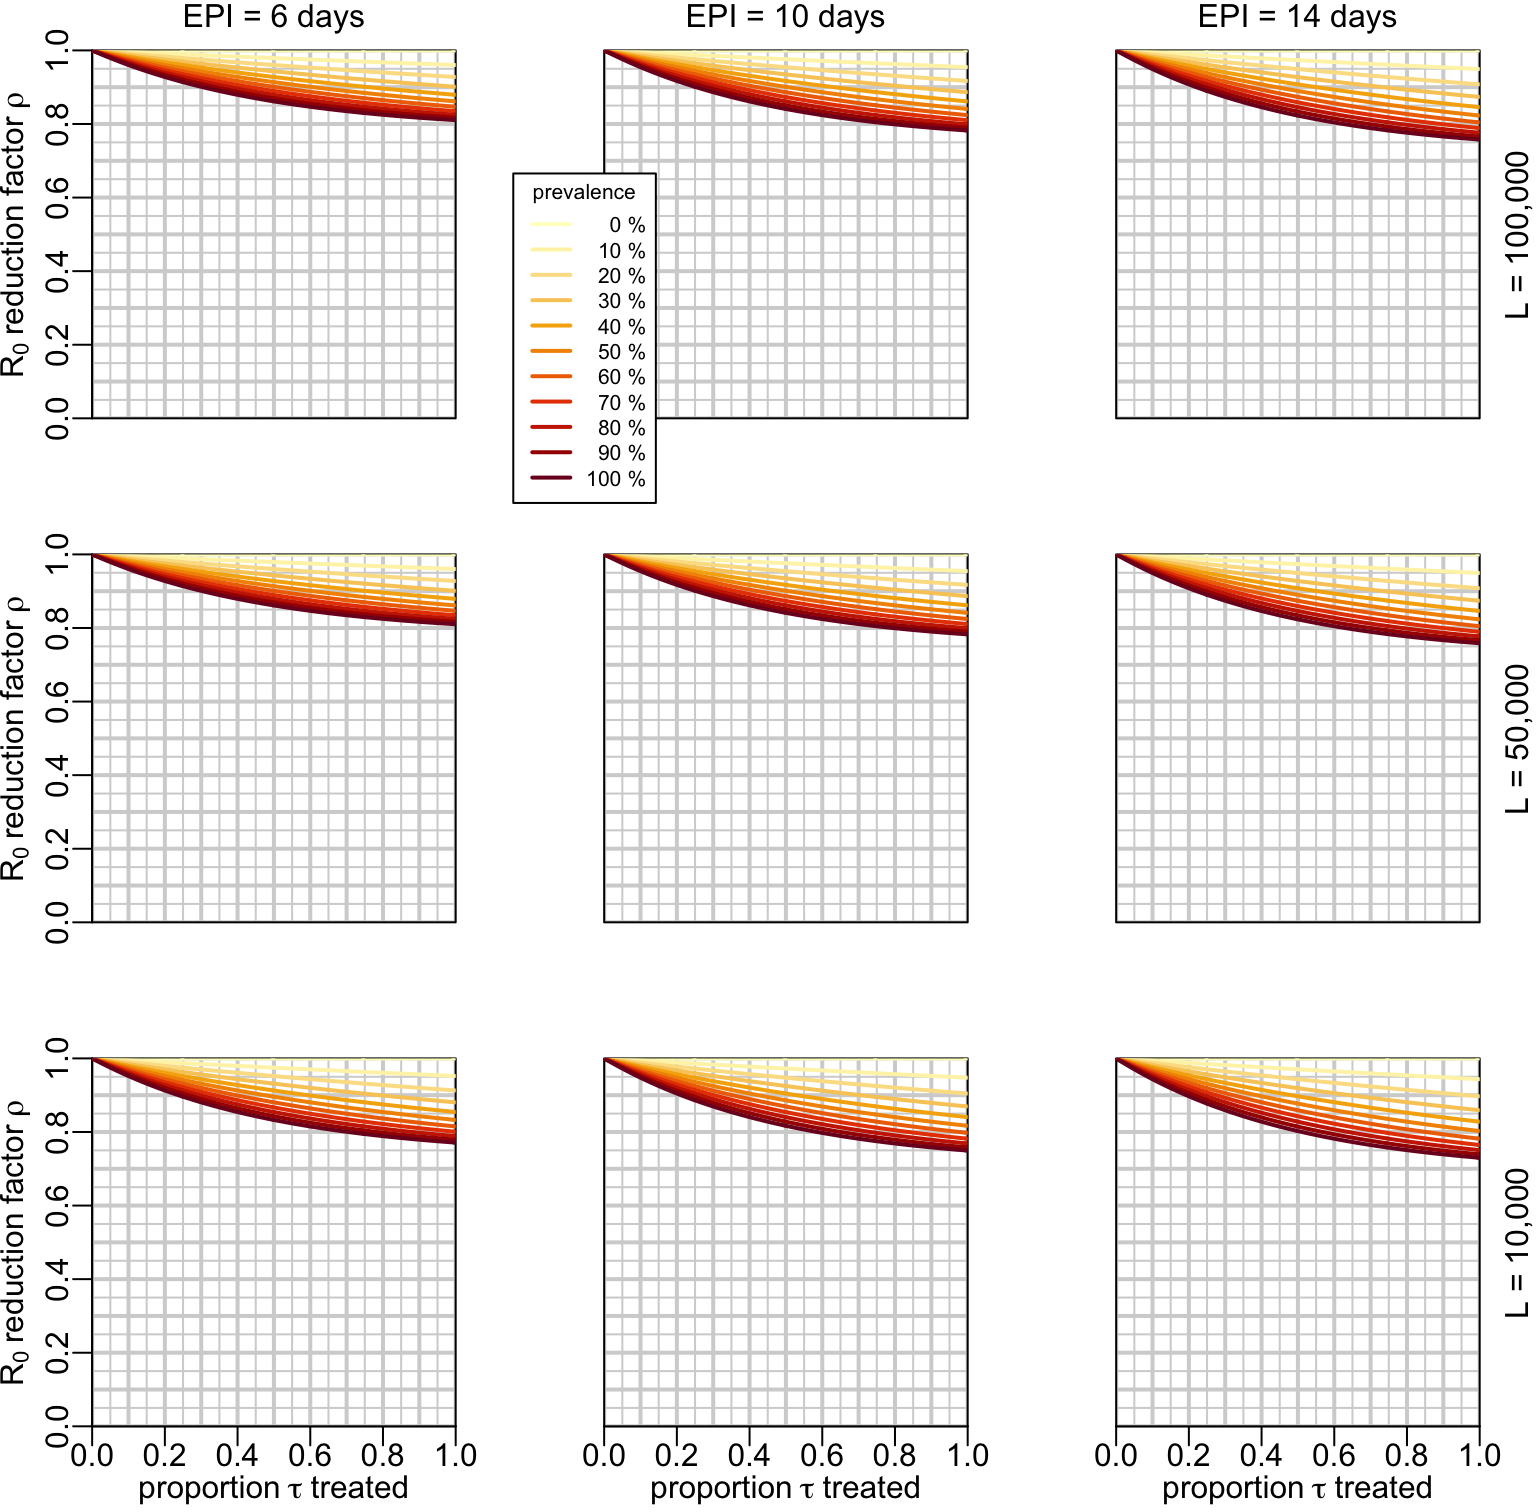 EPI = 6 days
EPI = 10 days
EPI = 14 days
R0 reduction factor ρ
1.0
0.8
0.6
0.4
0.2
0.0
prevalence
0 %
10 %
20 %
30 %
40 %
50 %
60 %
70 %
80 %
90 %
100 %
L = 100,000
R0 reduction factor ρ
1.0
0.8
0.6
0.4
0.2
0.0
L = 50,000
R0 reduction factor ρ
1.0
0.8
0.6
0.4
0.2
0.0
L = 10,000
0.0 0.2 0.4 0.6 0.8 1.0
0.0 0.2 0.4 0.6 0.8 1.0
0.0 0.2 0.4 0.6 0.8 1.0
proportion τ treated
proportion τ treated
proportion τ treated